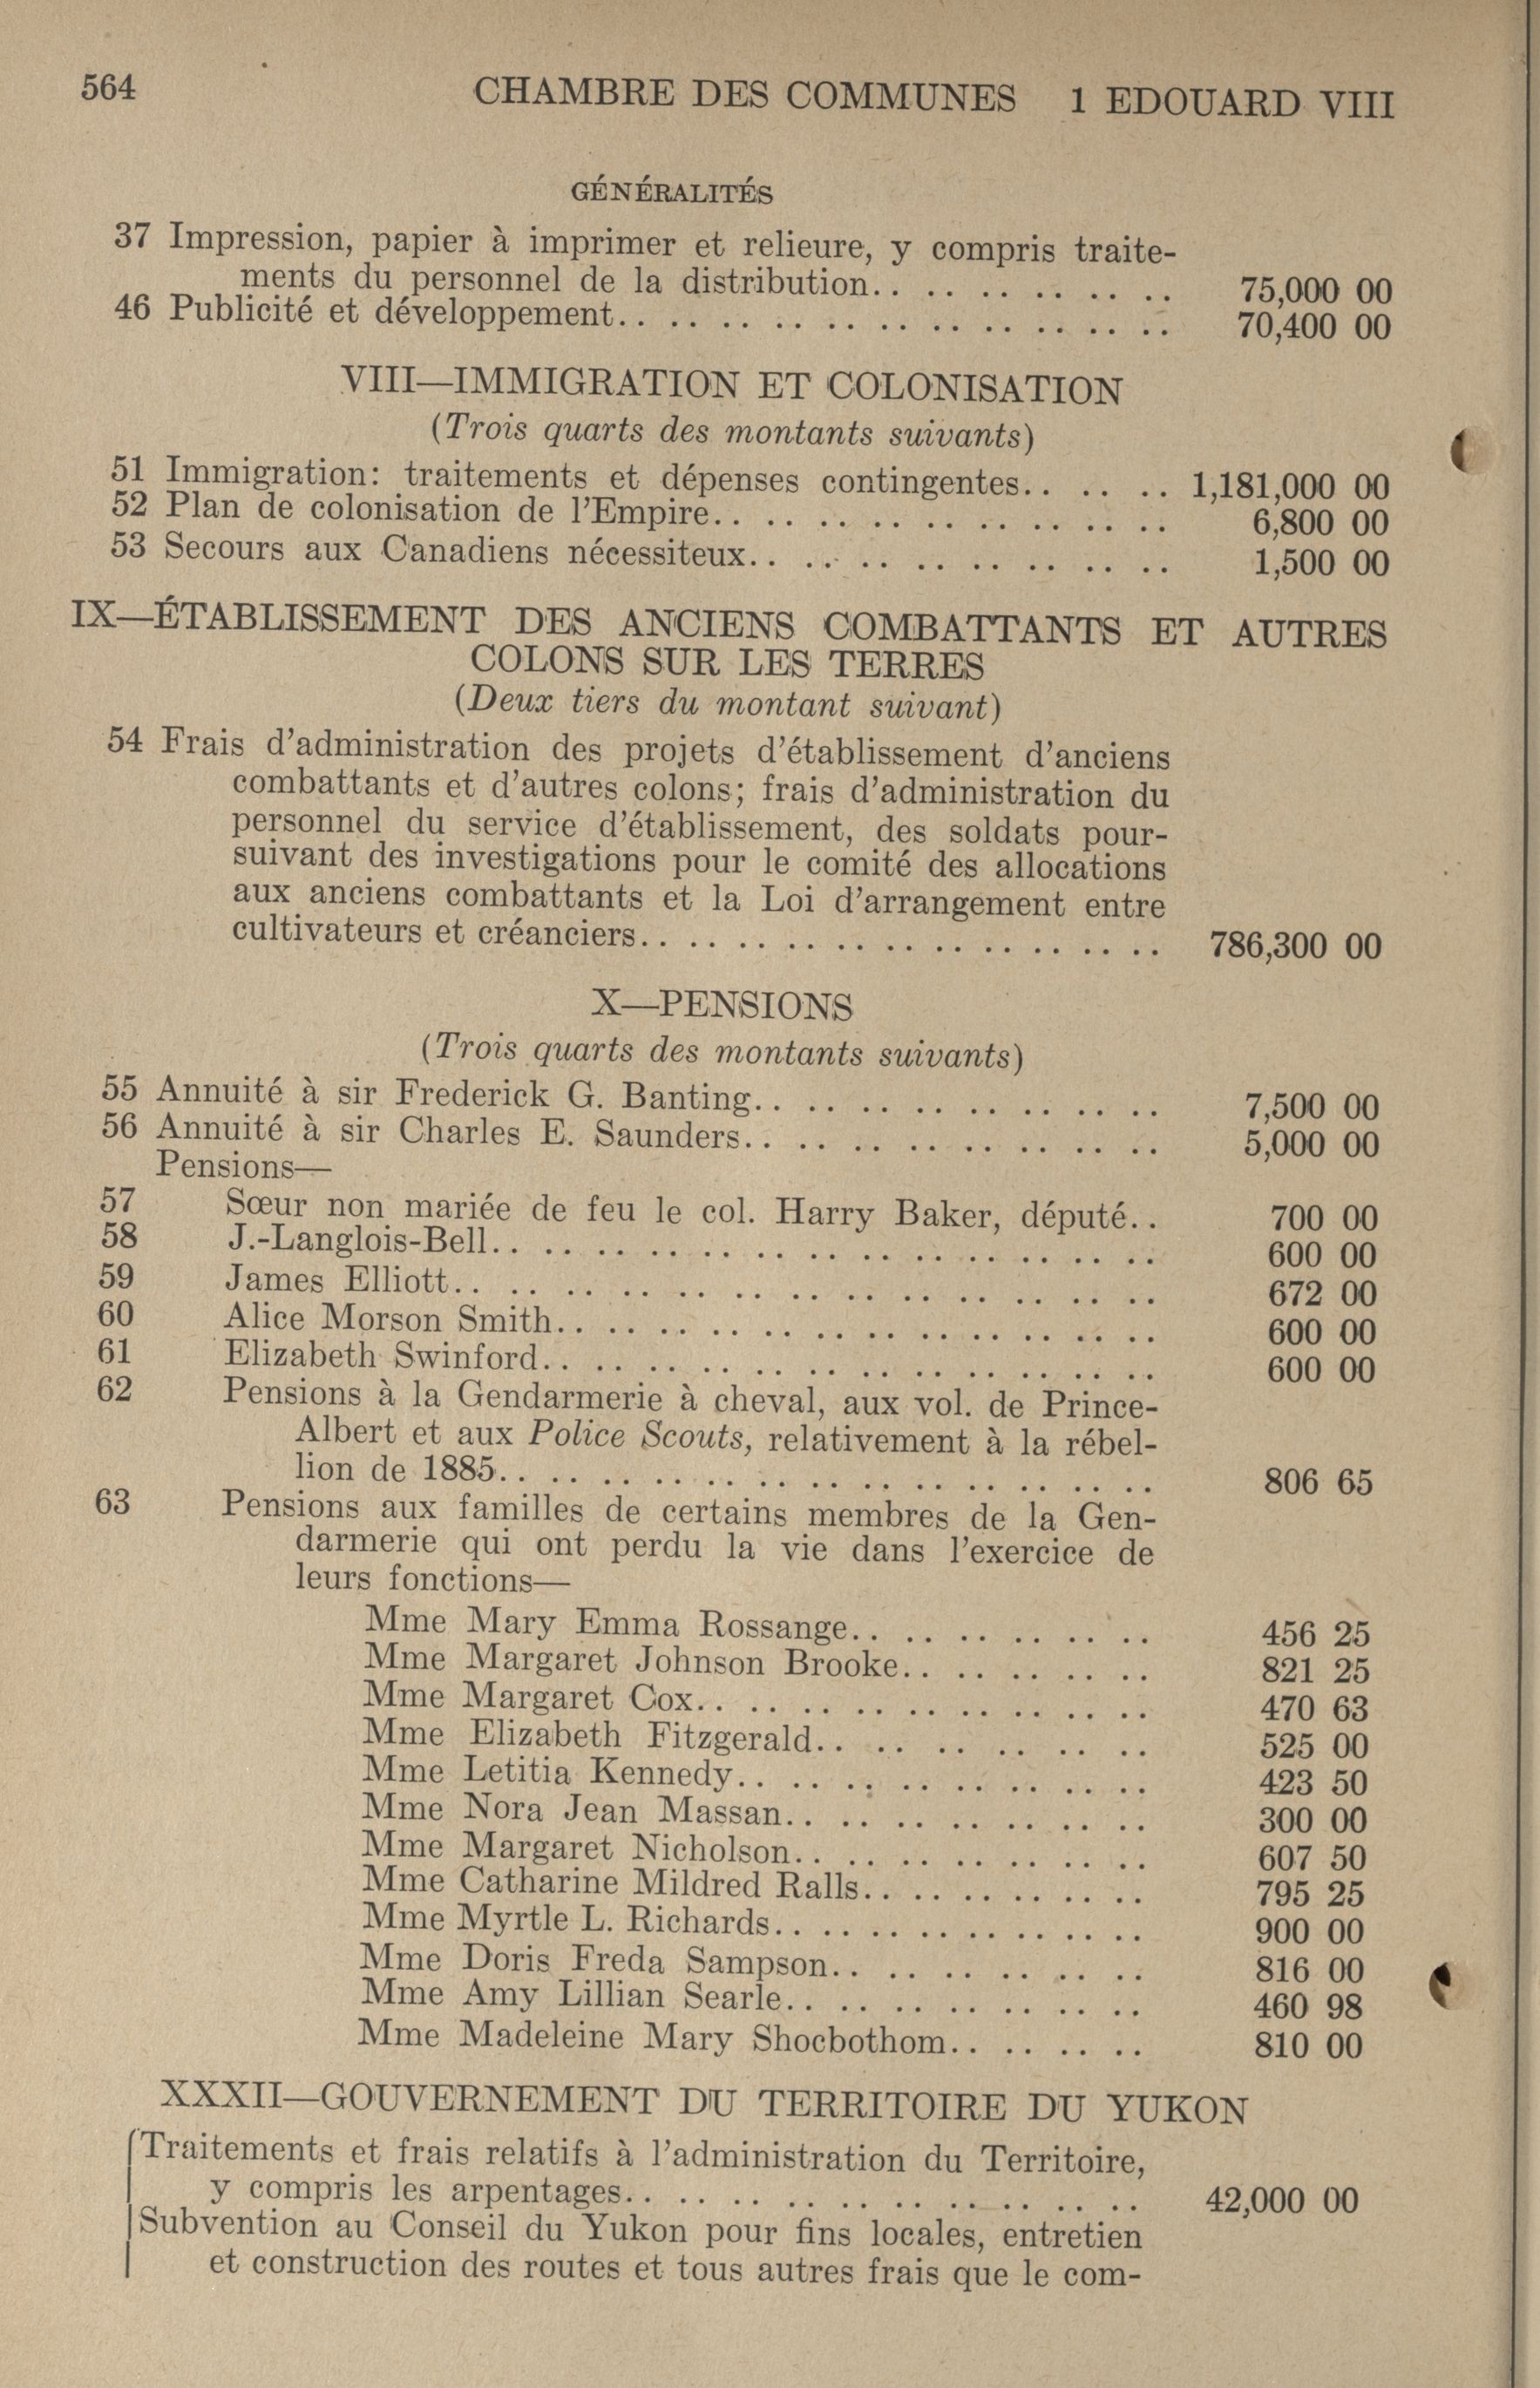 564 CHAMBRE DES COMMUNES 1 EDOUARD VIII
GÉNÉRALITÉS
37 Impression, papier à imprimer et relieure, y compris traite-
ments du personnel de la distribution.. .. .. .. .. .. 75,000 00
46 Publicité et développement.. .. .. .. .. .. .. .. .. .. .. 70,400 00
VIII—IMMIGRATION ET COLONISATION
(Trois quarts des montants suivants)
51 Immigration: traitements et dépenses contingentes.. .. .. 1,181,000 00
52 Plan de colonisation de l'Empire.. .. .. .. .. .. .. .. .. 6,800 00
53 Secours aux Canadiens nécessiteux.. .. .. .. .. .. .. .. 1,500 00
IX—ÉTABLISSEMENT DES ANCIENS COMBATTANTS ET AUTRES
COLONS SUR LES TERRES
(Deux tiers du montant suivant)
54 Frais d'administration des projets d'établissement d'anciens
combattants et d'autres colons; frais d'administration du
personnel du service d'établissement, des soldats pour-
suivant des investigations pour le comité des allocations
aux anciens combattants et la Loi d'arrangement entre
cultivateurs et créanciers.. .. .. .. .. .. .. .. .. .. .. 786,300 00
X—PENSIONS
(Trois quarts des montants suivants)
55 Annuité à sir Frederick G. Banting.. .. .. .. .. .. .. .. 7,500 00
56 Annuité à sir Charles E. Saunders.. .. .. .. .. .. .. .. 5,000 00
Pensions—
57 Sœur non mariée de feu le col. Harry Baker, député.. 700 00
58 J.-Langlois-Bell.. .. .. .. .. .. .. .. .. .. .. .. .. 600 00
59 James Elliott.. .. .. .. .. .. .. .. .. .. .. .. .. 672 00
60 Alice Morson Smith.. .. .. .. .. .. .. .. .. .. .. .. 600 00
61 Elizabeth Swinford.. .. .. .. .. .. .. .. .. .. .. .. 600 00
62 Pensions à la Gendarmerie à cheval, aux vol. de Prince-
Albert et aux Police Scouts, relativement à la rébel-
lion de 1885.. .. .. .. .. .. .. .. .. .. .. .. .. 806 65
63 Pensions aux familles de certains membres de la Gen-
darmerie qui ont perdu la vie dans l'exercice de
leurs fonctions—
Mme Mary Emma Rossange.. .. .. .. .. .. 456 25
Mme Margaret Johnson Brooke.. .. .. .. .. 821 25
Mme Margaret Cox.. .. .. .. .. .. .. .. .. 470 63
Mme Elizabeth Fitzgerald.. .. .. .. .. .. 525 00
Mme Letitia Kennedy.. .. .. .. .. .. .. .. 423 50
Mme Nora Jean Massan.. .. .. .. .. .. .. 300 00
Mme Margaret Nicholson.. .. .. .. .. .. .. 607 50
Mme Catharine Mildred Ralls.. .. .. .. .. .. 795 25
Mme Myrtle L. Richards.. .. .. .. .. .. .. .. 900 00
Mme Doris Freda Sampson.. .. .. .. .. .. 816 00
Mme Amy Lillian Searle.. .. .. .. .. .. .. 460 98
Mme Madeleine Mary Shocbothom.. .. .. .. 810 00
XXXII—GOUVERNEMENT DU TERRITOIRE DU YUKON
Traitements et frais relatifs à l'administration du Territoire,
y compris les arpentages.. .. .. .. .. .. .. .. .. .. 42,000 00
Subvention au Conseil du Yukon pour fins locales, entretien
et construction des routes et tous autres frais que le com-